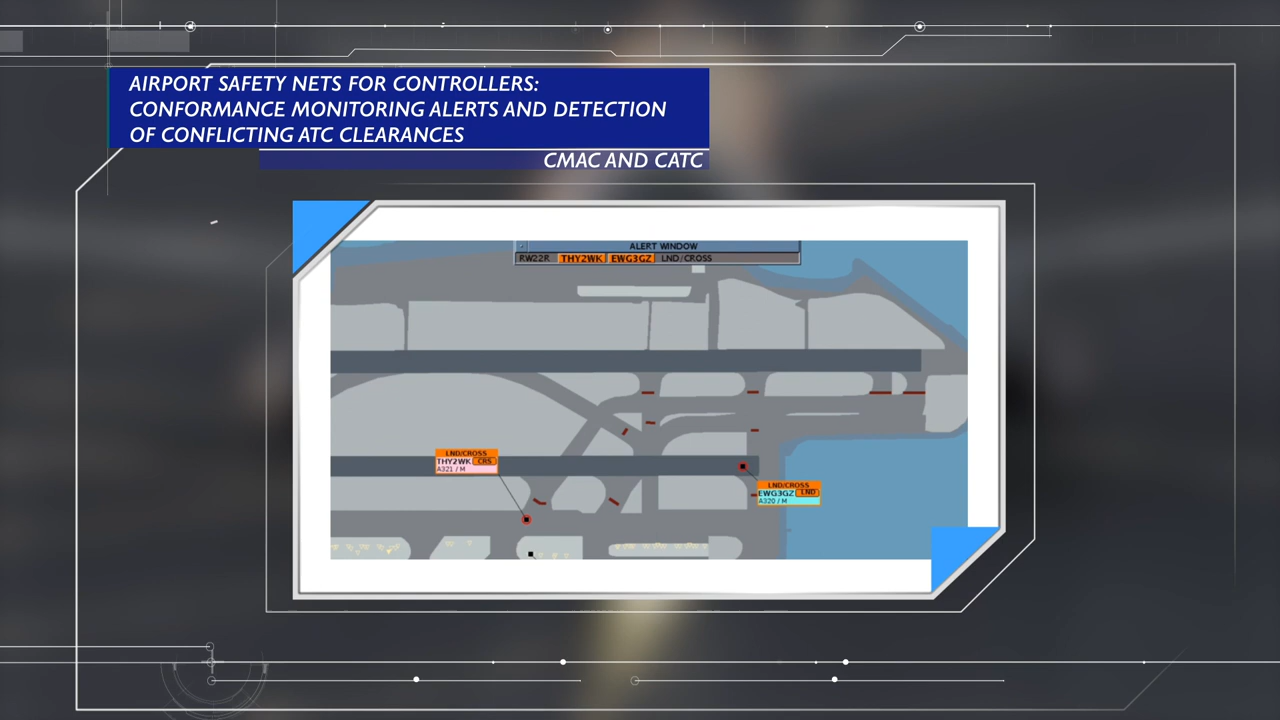 AIRPORT SAFETY NETS FOR CONTROLLERS:
CONFORMANCE MONITORING ALERTS AND DETECTION
OF CONFLICTING ATC CLEARANCES
CMAC AND CATC
ALERT WINDOW
RW22R THY2WK EWG3GZ LND/CROSS
LND/CROSS
THY2WK CRS
A321 / M
LND/CROSS
EWG3GZ LND
A320 / M